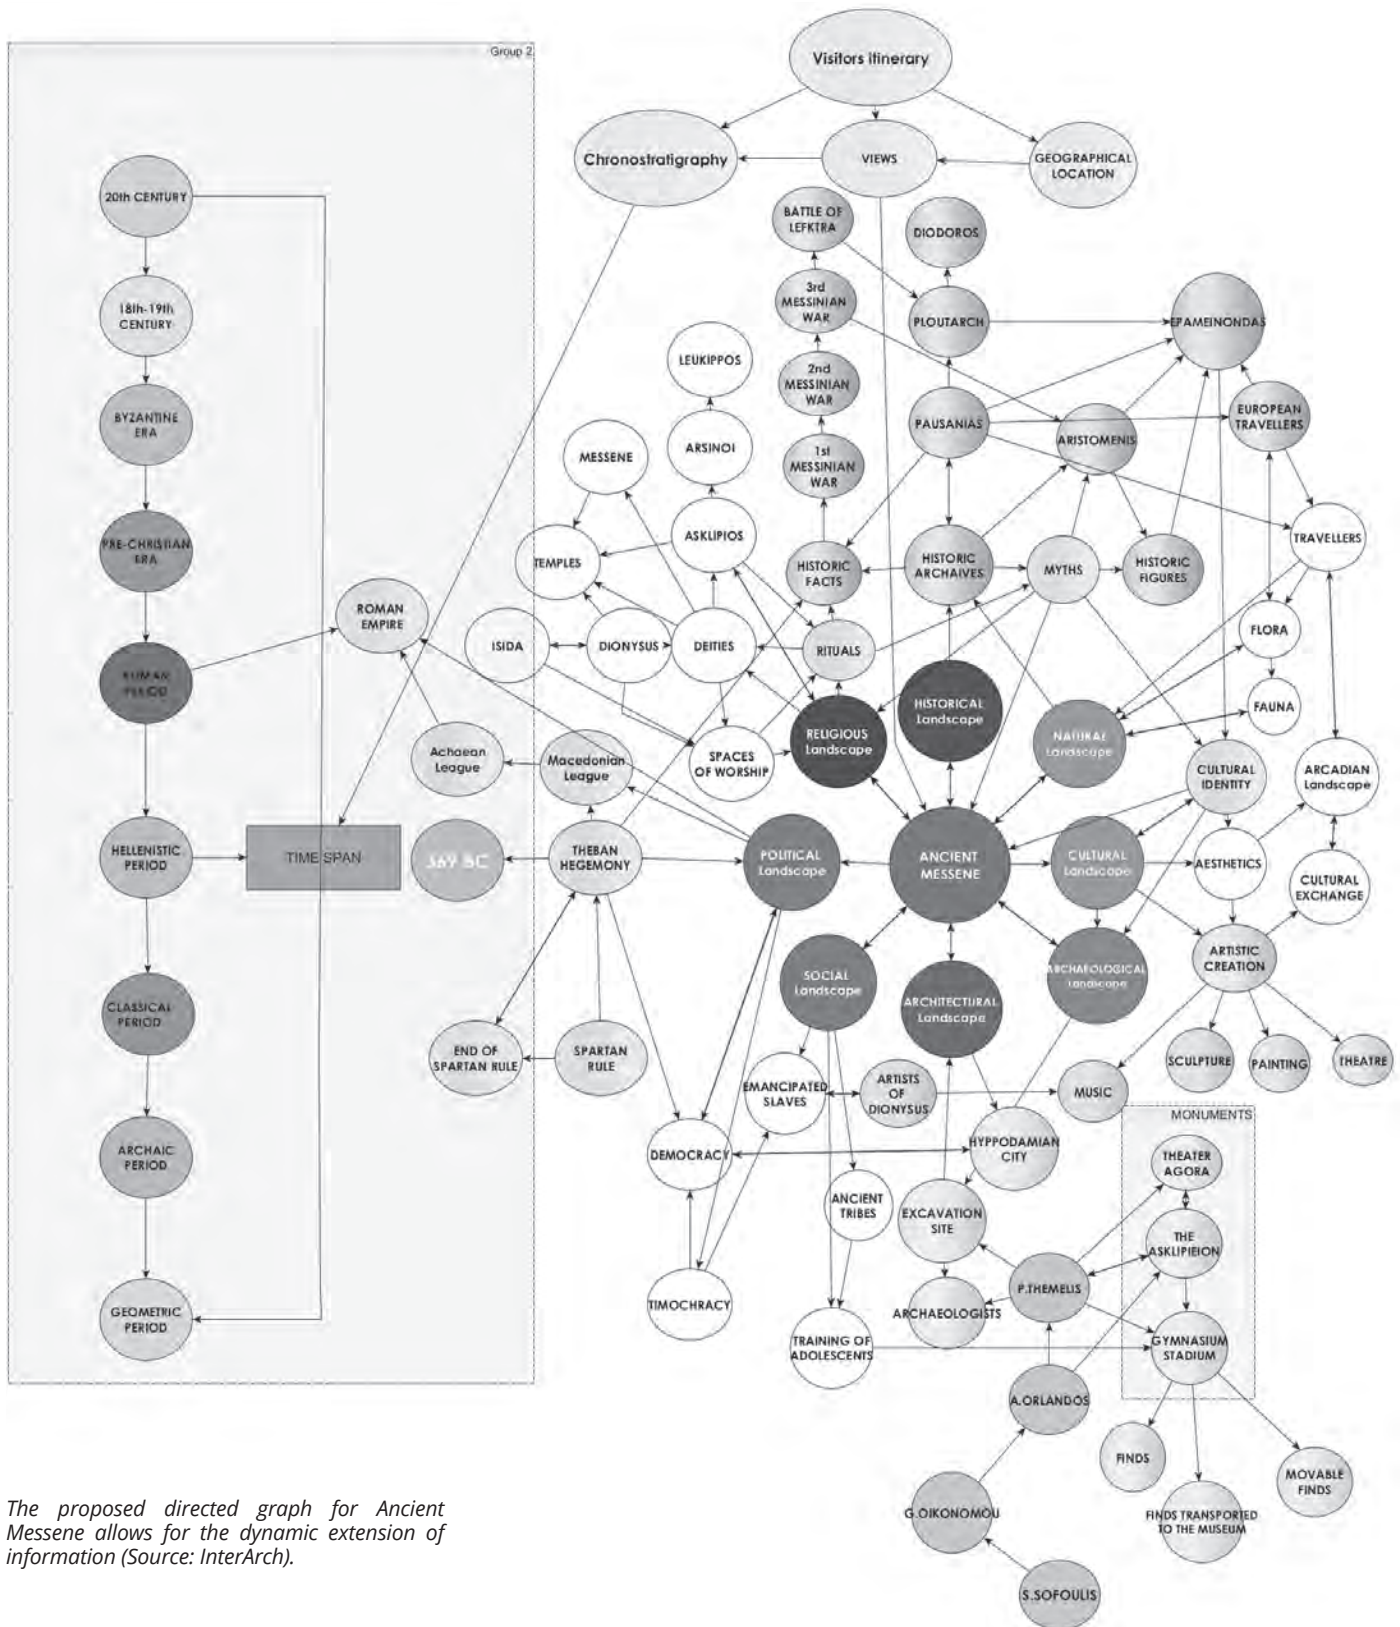 Group 2
Visitors itinerary
Chronostratigraphy
VIEWS
GEOGRAPHICAL
LOCATION
20th CENTURY
18th-19th
CENTURY
BYZANTINE
ERA
PRE-CHRISTIAN
ERA
ROMAN
PERIOD
HELLENISTIC
PERIOD
CLASSICAL
PERIOD
ARCHAIC
PERIOD
GEOMETRIC
PERIOD
TIME SPAN
ROMAN
EMPIRE
Achaean
League
Macedonian
League
369 BC
THEBAN
HEGEMONY
END OF
SPARTAN RULE
SPARTAN
RULE
BATTLE OF
LEFKTRA
3rd
MESSINIAN
WAR
2nd
MESSINIAN
WAR
1st
MESSINIAN
WAR
HISTORIC
FACTS
DIODOROS
PLOUTARCH
PAUSANIAS
HISTORIC
ARCHAIVES
EPAMEINONDAS
ARISTOMENIS
EUROPEAN
TRAVELLERS
MYTHS
HISTORIC
FIGURES
TRAVELLERS
FLORA
FAUNA
LEUKIPPOS
ARSINOI
MESSENE
ASKLIPIOS
TEMPLES
ISIDA
DIONYSUS
DEITIES
RITUALS
SPACES
OF WORSHIP
RELIGIOUS
Landscape
HISTORICAL
Landscape
NATURAL
Landscape
CULTURAL
IDENTITY
ARCADIAN
Landscape
POLITICAL
Landscape
ANCIENT
MESSENE
CULTURAL
Landscape
AESTHETICS
CULTURAL
EXCHANGE
SOCIAL
Landscape
ARCHITECTURAL
Landscape
ARCHAEOLOGICAL
Landscape
ARTISTIC
CREATION
SCULPTURE
PAINTING
THEATRE
EMANCIPATED
SLAVES
ARTISTS
OF
DIONYSUS
MUSIC
DEMOCRACY
HYPPODAMIAN
CITY
ANCIENT
TRIBES
EXCAVATION
SITE
TIMOCHRACY
TRAINING OF
ADOLESCENTS
ARCHAEOLOGISTS
P.THEMELIS
MONUMENTS
THEATER
AGORA
THE
ASKLIPIEION
GYMNASIUM
STADIUM
A.ORLANDOS
G.OIKONOMOU
S.SOFOULIS
FINDS
FINDS TRANSPORTED
TO THE MUSEUM
MOVABLE
FINDS
The proposed directed graph for Ancient
Messene allows for the dynamic extension of
information (Source: InterArch).